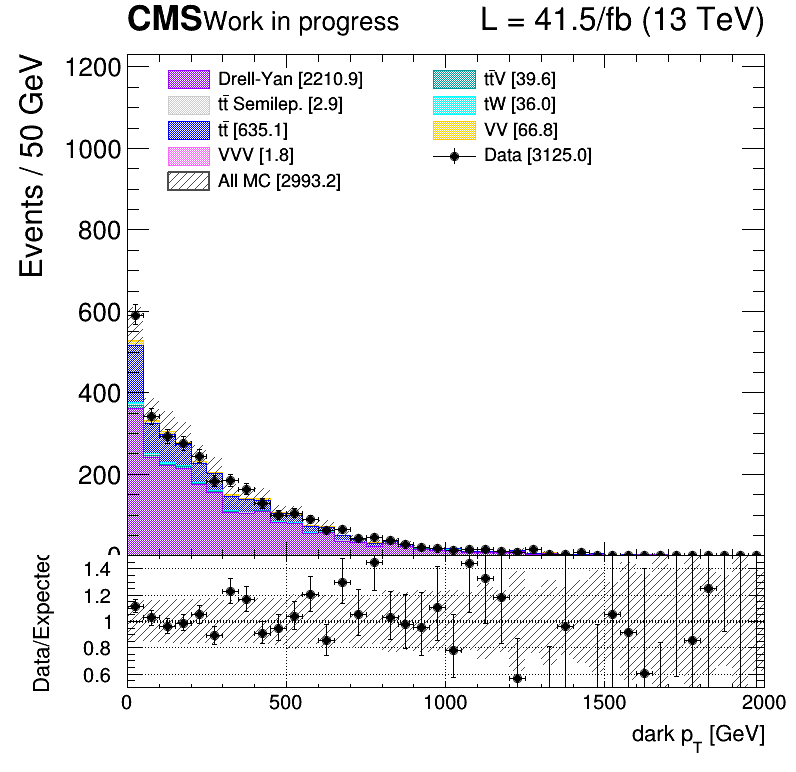 CMS Work in progress L = 41.5/fb (13 TeV)
Events / 50 GeV
1200
1000
800
600
400
200
0
Drell-Yan [2210.9]
tt̄ Semilep. [2.9]
tt̄ [635.1]
VVV [1.8]
All MC [2993.2]
tt̄V [39.6]
tW [36.0]
VV [66.8]
Data [3125.0]
Data/Expected
1.4
1.2
1
0.8
0.6
0 500 1000 1500 2000
dark p_T [GeV]